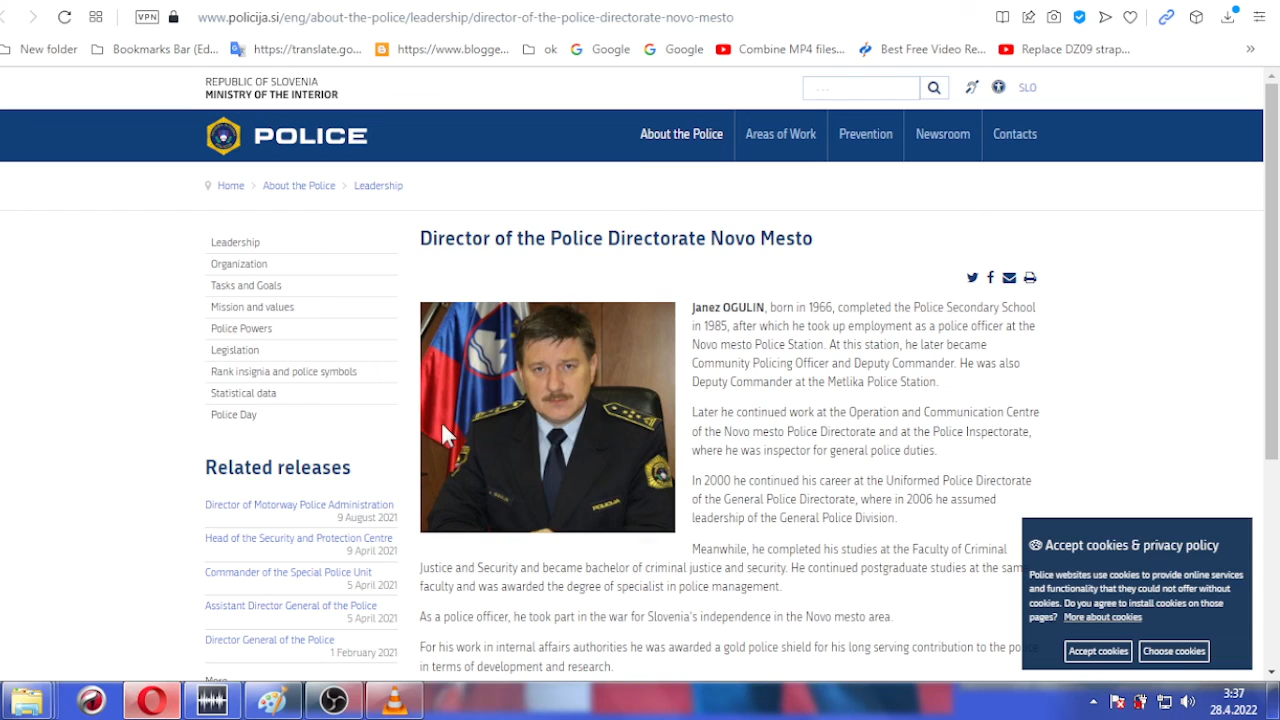 VPN
www.policija.si/eng/about-the-police/leadership/director-of-the-police-directorate-novo-mesto
New folder
Bookmarks Bar (Ed...
https://translate.go...
https://www.blogge...
ok
Google
Google
Combine MP4 files...
Best Free Video Re...
Replace DZ09 strap...
»
REPUBLIC OF SLOVENIA
MINISTRY OF THE INTERIOR
...
SLO
POLICE
About the Police
Areas of Work
Prevention
Newsroom
Contacts
Home > About the Police > Leadership
Leadership
Organization
Tasks and Goals
Mission and values
Police Powers
Legislation
Rank insignia and police symbols
Statistical data
Police Day
Related releases
Director of Motorway Police Administration
9 August 2021
Head of the Security and Protection Centre
9 April 2021
Commander of the Special Police Unit
5 April 2021
Assistant Director General of the Police
5 April 2021
Director General of the Police
1 February 2021
More
Director of the Police Directorate Novo Mesto
POLICIJA
Janez OGULIN, born in 1966, completed the Police Secondary School
in 1985, after which he took up employment as a police officer at the
Novo mesto Police Station. At this station, he later became
Community Policing Officer and Deputy Commander. He was also
Deputy Commander at the Metlika Police Station.
Later he continued work at the Operation and Communication Centre
of the Novo mesto Police Directorate and at the Police Inspectorate,
where he was inspector for general police duties.
In 2000 he continued his career at the Uniformed Police Directorate
of the General Police Directorate, where in 2006 he assumed
leadership of the General Police Division.
Meanwhile, he completed his studies at the Faculty of Criminal
Justice and Security and became bachelor of criminal justice and security. He continued postgraduate studies at the sam
faculty and was awarded the degree of specialist in police management.
As a police officer, he took part in the war for Slovenia's independence in the Novo mesto area.
For his work in internal affairs authorities he was awarded a gold police shield for his long serving contribution to the po
in terms of development and research.
Accept cookies & privacy policy
Police websites use cookies to provide online services
and functionality that they could not offer without
cookies. Do you agree to install cookies on those
pages? More about cookies
Accept cookies
Choose cookies
3:37
28.4.2022